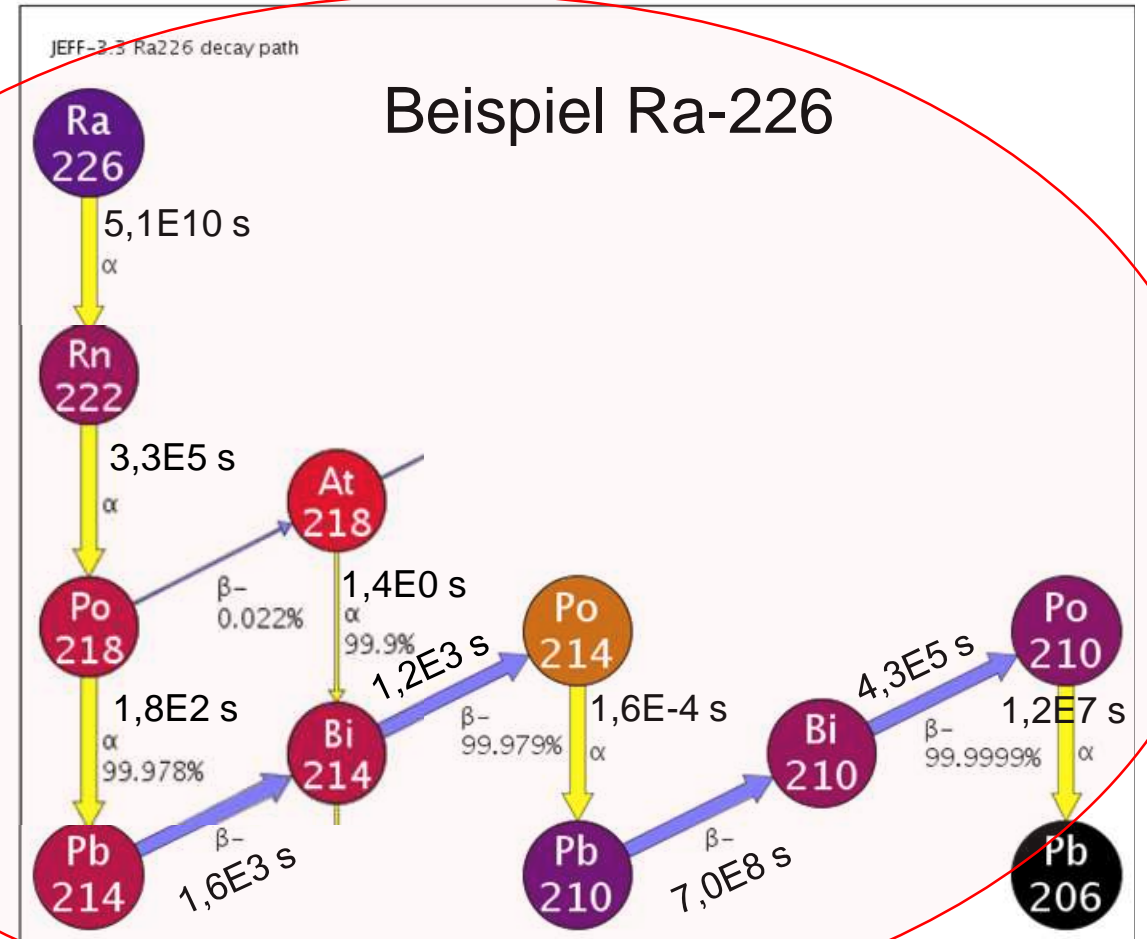 JEFF-3.3 Ra226 decay path
Beispiel Ra-226
Ra
226
5,1E10 s
α
Rn
222
3,3E5 s
α
At
218
β-
0.022%
1,4E0 s
α
99.9%
Po
218
1,8E2 s
α
99.978%
Po
214
1,2E3 s
β-
99.979%
1,6E-4 s
α
Bi
214
Bi
210
4,3E5 s
β-
99.9999%
Po
210
1,2E7 s
α
Pb
214
β-
1,6E3 s
Pb
210
β-
7,0E8 s
Pb
206